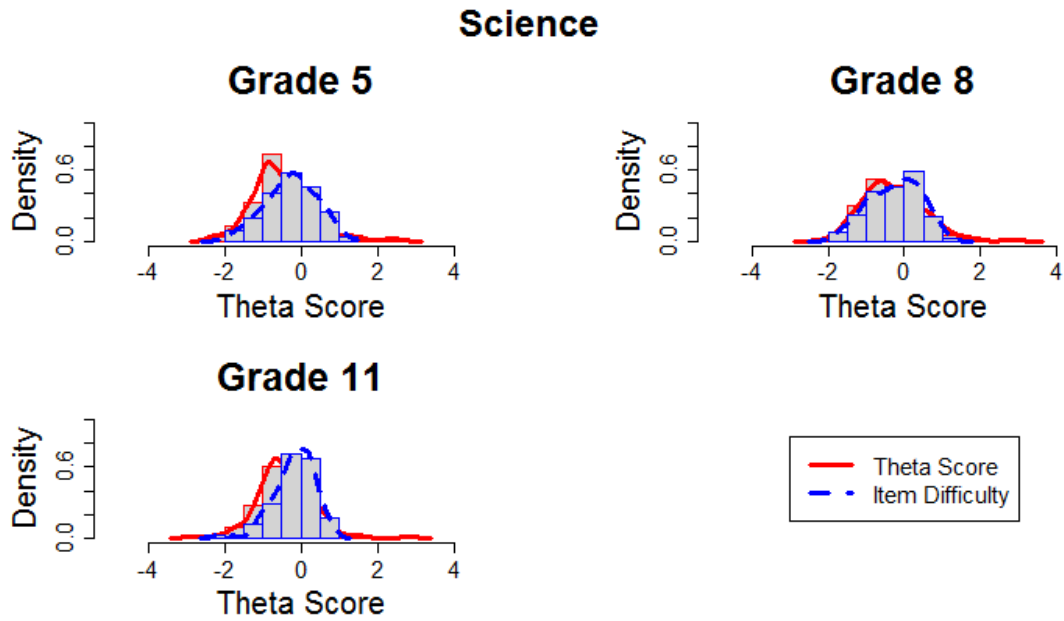 Science
Grade 5
Density
0.0 0.6
-4 -2 0 2 4
Theta Score
Grade 8
Density
0.0 0.6
-4 -2 0 2 4
Theta Score
Grade 11
Density
0.0 0.6
-4 -2 0 2 4
Theta Score
Theta Score
Item Difficulty